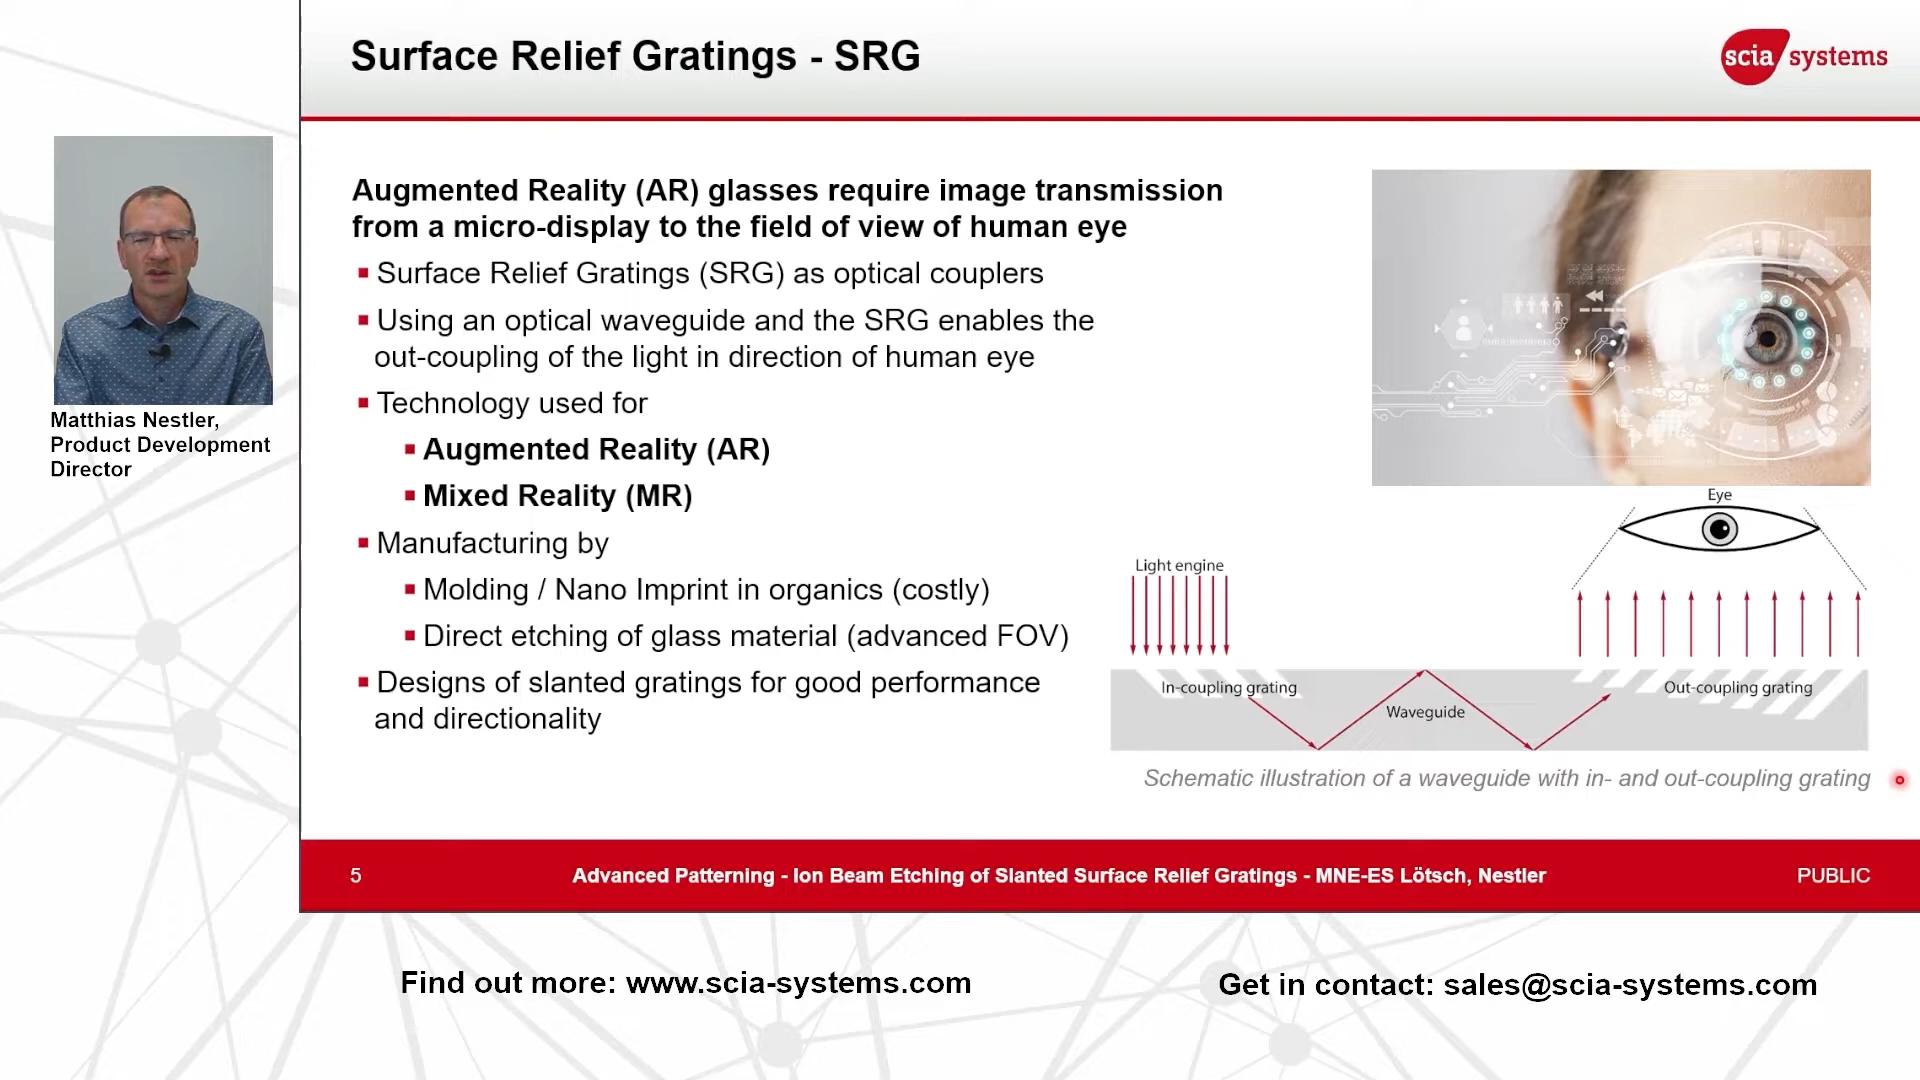 Surface Relief Gratings - SRG
scia systems
Matthias Nestler,
Product Development
Director
Augmented Reality (AR) glasses require image transmission
from a micro-display to the field of view of human eye
Surface Relief Gratings (SRG) as optical couplers
Using an optical waveguide and the SRG enables the
out-coupling of the light in direction of human eye
Technology used for
Augmented Reality (AR)
Mixed Reality (MR)
Manufacturing by
Molding / Nano Imprint in organics (costly)
Direct etching of glass material (advanced FOV)
Designs of slanted gratings for good performance
and directionality
Eye
Light engine
In-coupling grating
Waveguide
Out-coupling grating
Schematic illustration of a waveguide with in- and out-coupling grating
5
Advanced Patterning - Ion Beam Etching of Slanted Surface Relief Gratings - MNE-ES Lötsch, Nestler
PUBLIC
Find out more: www.scia-systems.com
Get in contact: sales@scia-systems.com